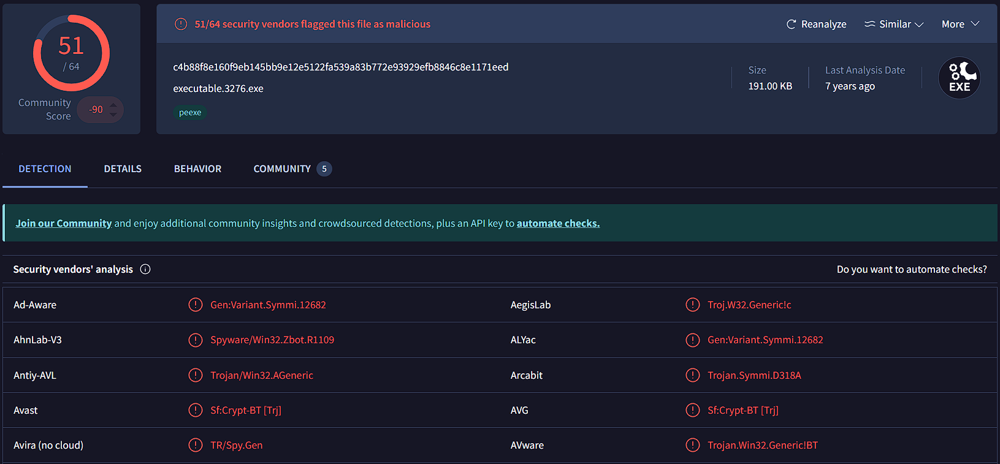 51
/ 64
Community
Score
-90
51/64 security vendors flagged this file as malicious
Reanalyze
Similar
More
c4b88f8e160f9eb145bb9e12e5122fa539a83b772e93929efb8846c8e1171eed
executable.3276.exe
peexe
Size
191.00 KB
Last Analysis Date
7 years ago
EXE
DETECTION DETAILS BEHAVIOR COMMUNITY 5
Join our Community and enjoy additional community insights and crowdsourced detections, plus an API key to automate checks.
Security vendors' analysis
Do you want to automate checks?
Ad-Aware Gen:Variant.Symmi.12682 AegisLab Troj.W32.Generic!c
AhnLab-V3 Spyware/Win32.Zbot.R1109 ALYac Gen:Variant.Symmi.12682
Antiy-AVL Trojan/Win32.AGeneric Arcabit Trojan.Symmi.D318A
Avast Sf:Crypt-BT [Trj] AVG Sf:Crypt-BT [Trj]
Avira (no cloud) TR/Spy.Gen AVware Trojan.Win32.Generic!BT